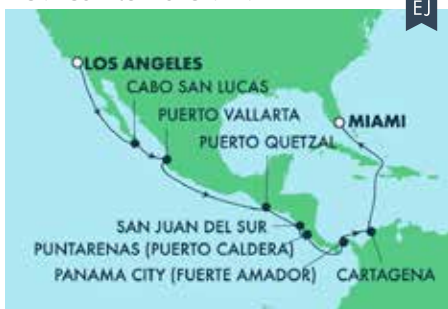 EJ
LOS ANGELES
CABO SAN LUCAS
PUERTO VALLARTA
MIAMI
PUERTO QUETZAL
SAN JUAN DEL SUR
PUNTARENAS (PUERTO CALDERA)
PANAMA CITY (FUERTE AMADOR)
CARTAGENA